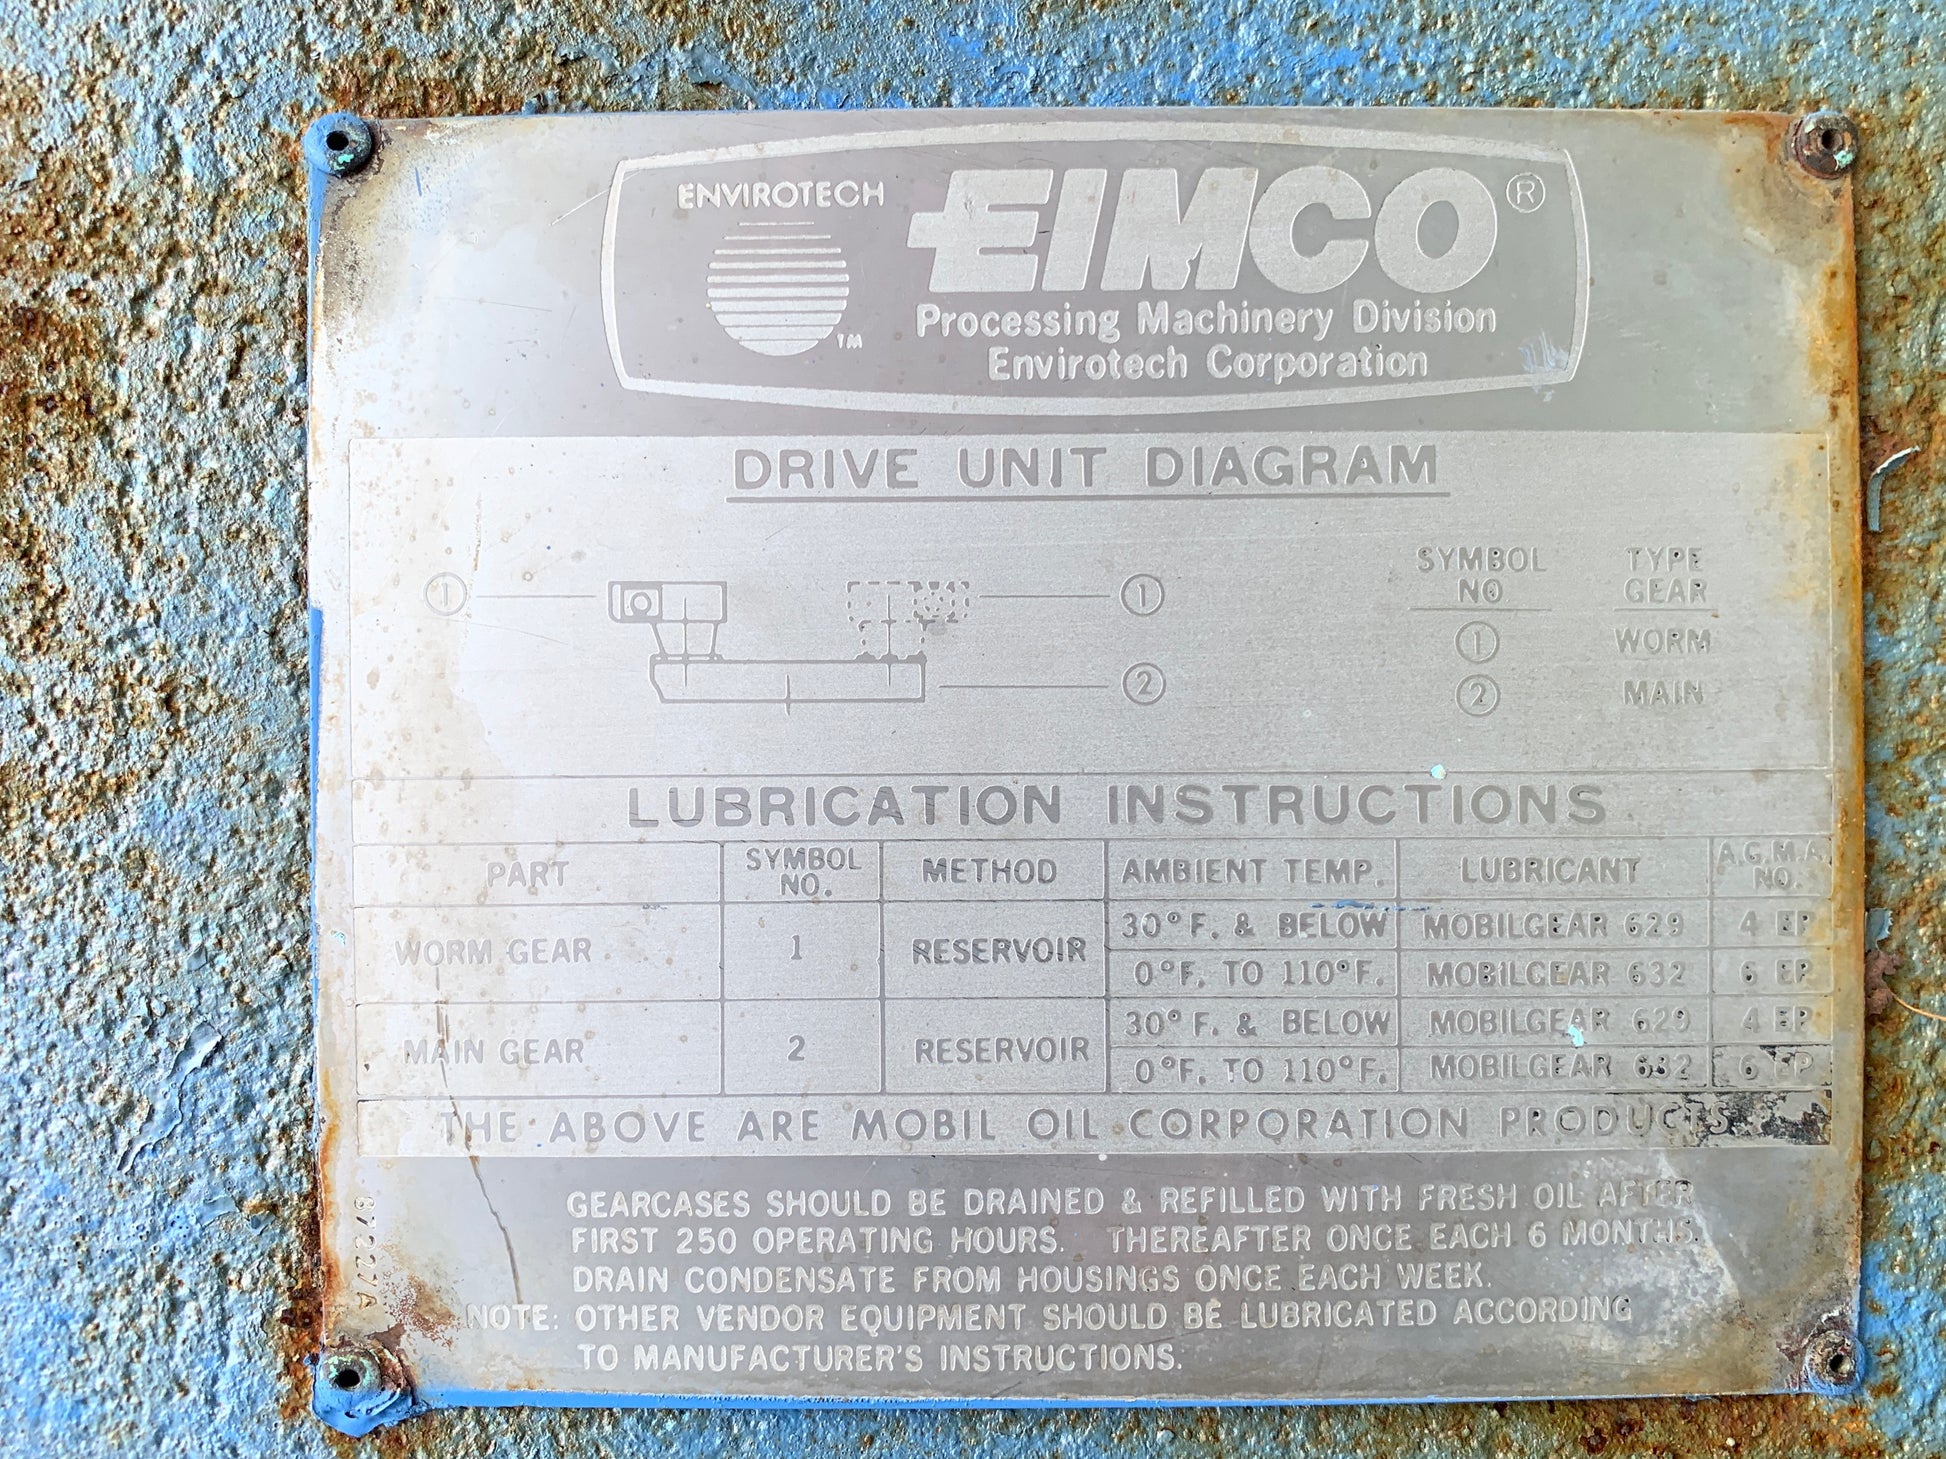 ENVIROTECH
EIMCO®
TM
Processing Machinery Division
Envirotech Corporation
DRIVE UNIT DIAGRAM
SYMBOL NO TYPE GEAR
1 1 1 WORM
2 2 MAIN
LUBRICATION INSTRUCTIONS
PART SYMBOL NO. METHOD AMBIENT TEMP. LUBRICANT A.G.M.A. NO.
WORM GEAR 1 RESERVOIR 30°F. & BELOW MOBILGEAR 629 4 EP
0°F. TO 110°F. MOBILGEAR 632 6 EP
MAIN GEAR 2 RESERVOIR 30°F. & BELOW MOBILGEAR 629 4 EP
0°F. TO 110°F. MOBILGEAR 632 6 EP
THE ABOVE ARE MOBIL OIL CORPORATION PRODUCTS
GEARCASES SHOULD BE DRAINED & REFILLED WITH FRESH OIL AFTER
FIRST 250 OPERATING HOURS. THEREAFTER ONCE EACH 6 MONTHS.
DRAIN CONDENSATE FROM HOUSINGS ONCE EACH WEEK.
NOTE: OTHER VENDOR EQUIPMENT SHOULD BE LUBRICATED ACCORDING
TO MANUFACTURER'S INSTRUCTIONS.